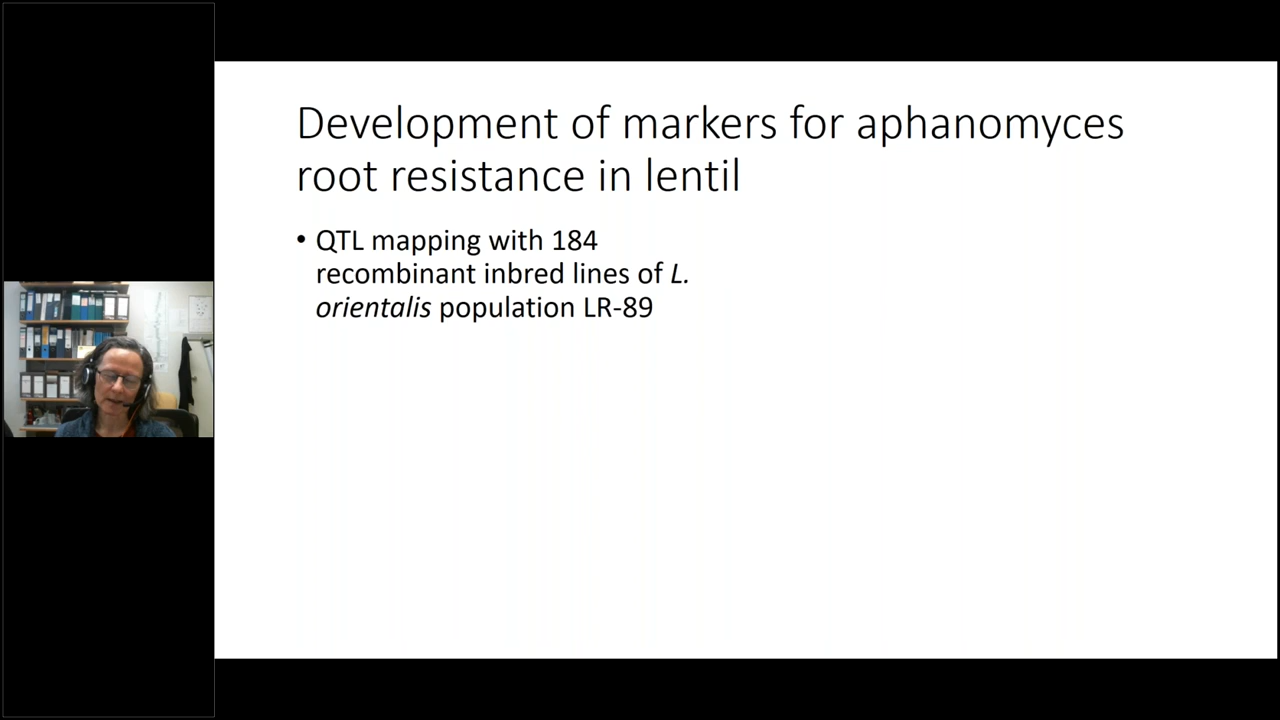 Development of markers for aphanomyces
root resistance in lentil
• QTL mapping with 184
recombinant inbred lines of L.
orientalis population LR-89